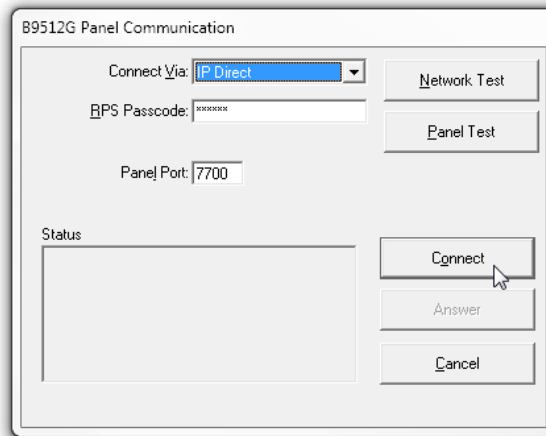 B9512G Panel Communication
Connect Via: IP Direct
Network Test
RPS Passcode: ******
Panel Test
Panel Port: 7700
Status
Connect
Answer
Cancel